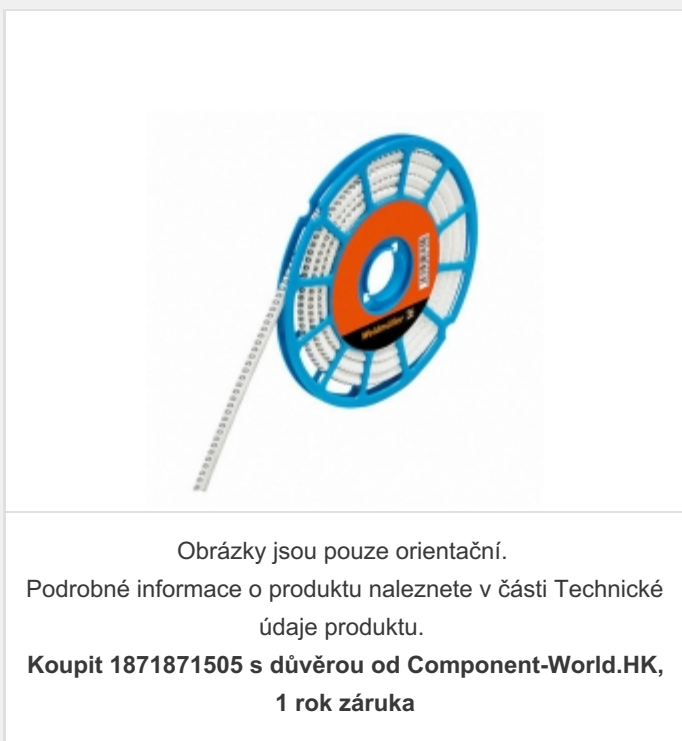 Weidmüller
Obrázky jsou pouze orientační.
Podrobné informace o produktu naleznete v části Technické
údaje produktu.
Koupit 1871871505 s důvěrou od Component-World.HK,
1 rok záruka